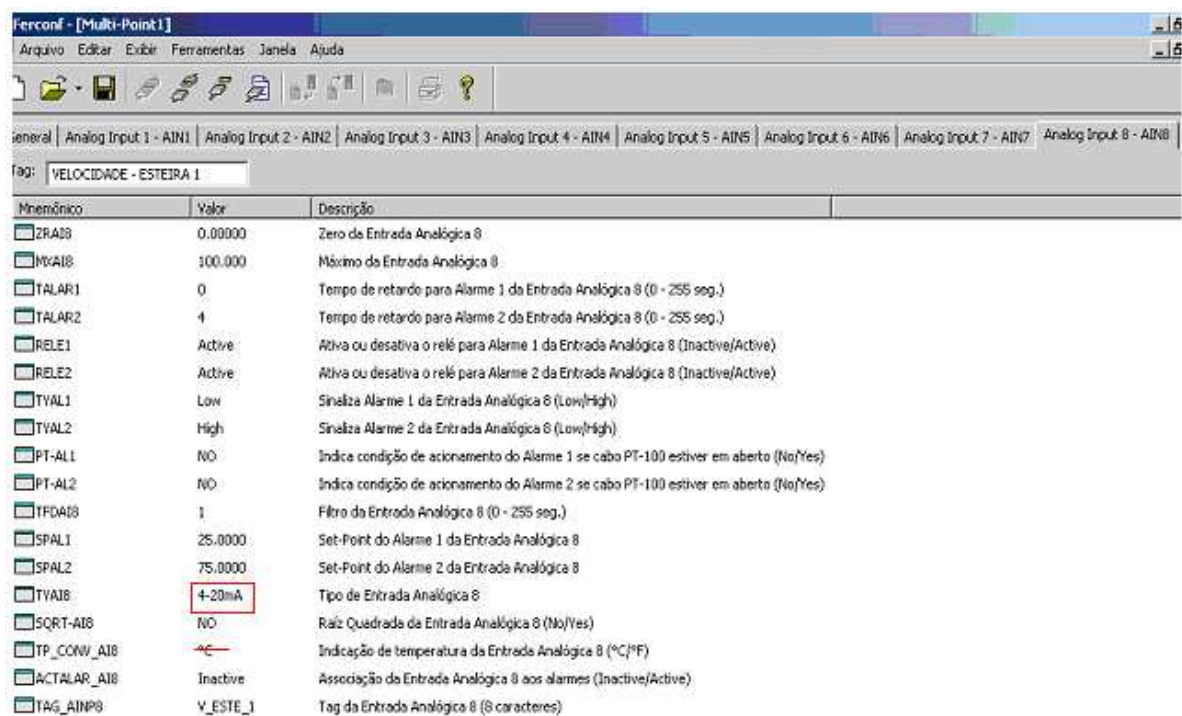 Ferconf - [Multi-Point1]
Arquivo Editar Exibir Ferramentas Janela Ajuda
General Analog Input 1 - AIN1 Analog Input 2 - AIN2 Analog Input 3 - AIN3 Analog Input 4 - AIN4 Analog Input 5 - AIN5 Analog Input 6 - AIN6 Analog Input 7 - AIN7 Analog Input 8 - AIN8
Tag: VELOCIDADE - ESTEIRA 1
Mnemônico Valor Descrição
ZRAI8 0.00000 Zero da Entrada Analógica 8
MXAI8 100.000 Máximo da Entrada Analógica 8
TALAR1 0 Tempo de retardo para Alarme 1 da Entrada Analógica 8 (0 - 255 seg.)
TALAR2 4 Tempo de retardo para Alarme 2 da Entrada Analógica 8 (0 - 255 seg.)
RELE1 Active Ativa ou desativa o relé para Alarme 1 da Entrada Analógica 8 (Inactive/Active)
RELE2 Active Ativa ou desativa o relé para Alarme 2 da Entrada Analógica 8 (Inactive/Active)
TYAL1 Low Sinaliza Alarme 1 da Entrada Analógica 8 (Low/High)
TYAL2 High Sinaliza Alarme 2 da Entrada Analógica 8 (Low/High)
PT-AL1 NO Indica condição de acionamento do Alarme 1 se cabo PT-100 estiver em aberto (No/Yes)
PT-AL2 NO Indica condição de acionamento do Alarme 2 se cabo PT-100 estiver em aberto (No/Yes)
TFDAI8 1 Filtro da Entrada Analógica 8 (0 - 255 seg.)
SPAL1 25.0000 Set-Point do Alarme 1 da Entrada Analógica 8
SPAL2 75.0000 Set-Point do Alarme 2 da Entrada Analógica 8
TYAI8 4-20mA Tipo de Entrada Analógica 8
SQRT-AI8 NO Raíz Quadrada da Entrada Analógica 8 (No/Yes)
TP_CONV_AI8 °C Indicação de temperatura da Entrada Analógica 8 (°C/°F)
ACTALAR_AI8 Inactive Associação da Entrada Analógica 8 aos alarmes (Inactive/Active)
TAG_AINP8 V_ESTE_1 Tag da Entrada Analógica 8 (8 caracteres)